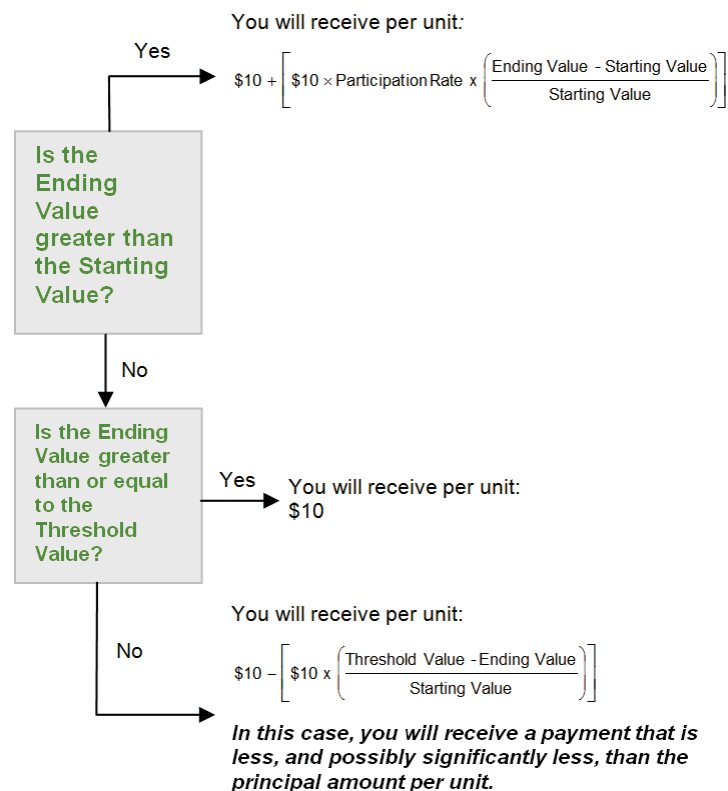 You will receive per unit:
Yes
$10 + [ $10 × Participation Rate x ( Ending Value - Starting Value
Starting Value ) ]
Is the
Ending
Value
greater than
the Starting
Value?
No
Is the Ending
Value greater
than or equal
to the
Threshold
Value?
Yes
You will receive per unit:
$10
You will receive per unit:
No
$10 – [ $10 x ( Threshold Value - Ending Value
Starting Value ) ]
In this case, you will receive a payment that is
less, and possibly significantly less, than the
principal amount per unit.